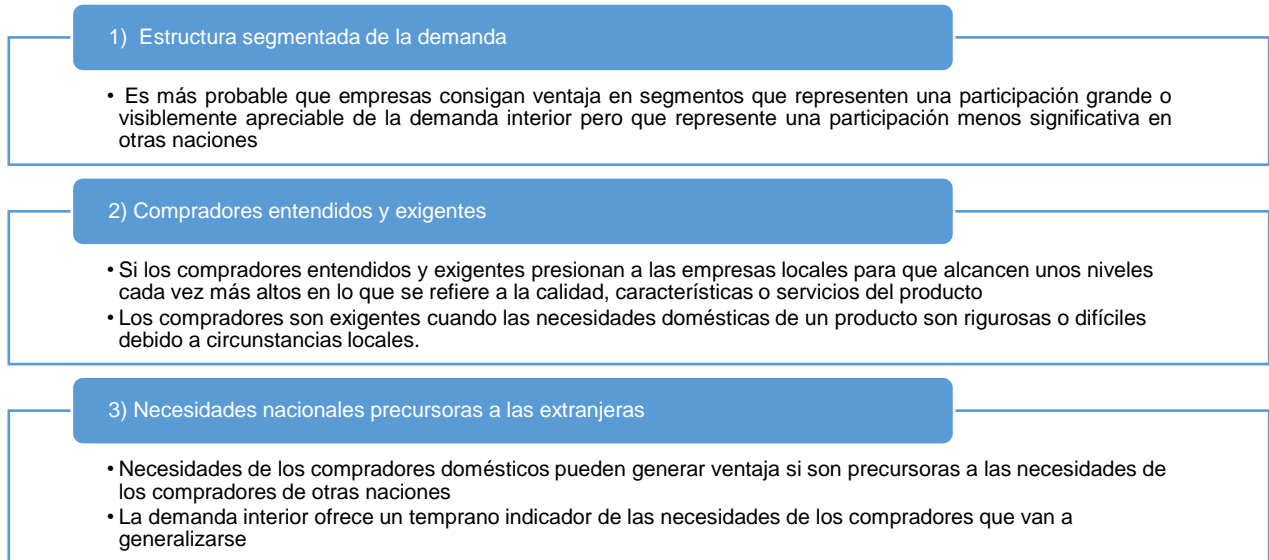 1) Estructura segmentada de la demanda
• Es más probable que empresas consigan ventaja en segmentos que representen una participación grande o
visiblemente apreciable de la demanda interior pero que represente una participación menos significativa en
otras naciones
2) Compradores entendidos y exigentes
• Si los compradores entendidos y exigentes presionan a las empresas locales para que alcancen unos niveles
cada vez más altos en lo que se refiere a la calidad, características o servicios del producto
• Los compradores son exigentes cuando las necesidades domésticas de un producto son rigurosas o difíciles
debido a circunstancias locales.
3) Necesidades nacionales precursoras a las extranjeras
• Necesidades de los compradores domésticos pueden generar ventaja si son precursoras a las necesidades de
los compradores de otras naciones
• La demanda interior ofrece un temprano indicador de las necesidades de los compradores que van a
generalizarse